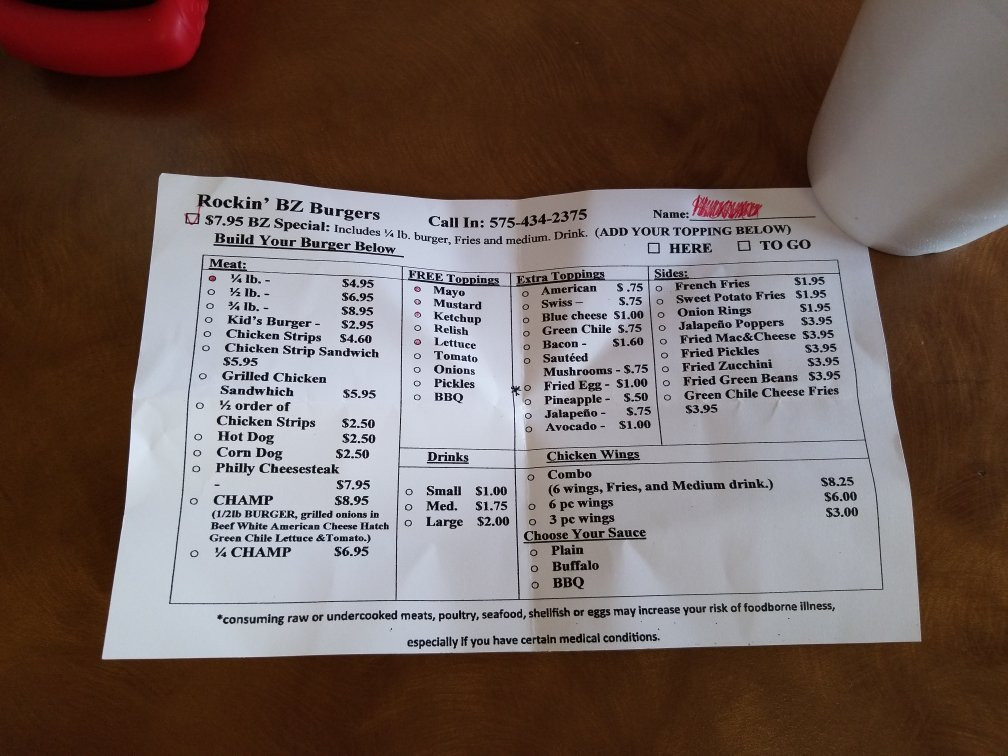 Rockin' BZ Burgers
Call In: 575-434-2375
Name:
$7.95 BZ Special: Includes ¼ lb. burger, Fries and medium. Drink. (ADD YOUR TOPPING BELOW)
Build Your Burger Below
HERE TO GO
Meat:
¼ lb. - $4.95
½ lb. - $6.95
¾ lb. - $8.95
Kid's Burger - $2.95
Chicken Strips $4.60
Chicken Strip Sandwich
$5.95
Grilled Chicken
Sandwhich $5.95
½ order of
Chicken Strips $2.50
Hot Dog $2.50
Corn Dog $2.50
Philly Cheesesteak
- $7.95
CHAMP $8.95
(1/2lb BURGER, grilled onions in
Beef White American Cheese Hatch
Green Chile Lettuce &Tomato.)
¼ CHAMP $6.95
FREE Toppings
Mayo
Mustard
Ketchup
Relish
Lettuce
Tomato
Onions
Pickles
BBQ
Extra Toppings
American $ .75
Swiss – $.75
Blue cheese $1.00
Green Chile $.75
Bacon - $1.60
Sautéed
Mushrooms - $.75
* Fried Egg - $1.00
Pineapple - $.50
Jalapeño - $.75
Avocado - $1.00
Sides:
French Fries $1.95
Sweet Potato Fries $1.95
Onion Rings $1.95
Jalapeño Poppers $3.95
Fried Mac&Cheese $3.95
Fried Pickles $3.95
Fried Zucchini $3.95
Fried Green Beans $3.95
Green Chile Cheese Fries
$3.95
Drinks
Small $1.00
Med. $1.75
Large $2.00
Chicken Wings
Combo
(6 wings, Fries, and Medium drink.) $8.25
6 pc wings $6.00
3 pc wings $3.00
Choose Your Sauce
Plain
Buffalo
BBQ
*consuming raw or undercooked meats, poultry, seafood, shellfish or eggs may increase your risk of foodborne illness,
especially if you have certain medical conditions.